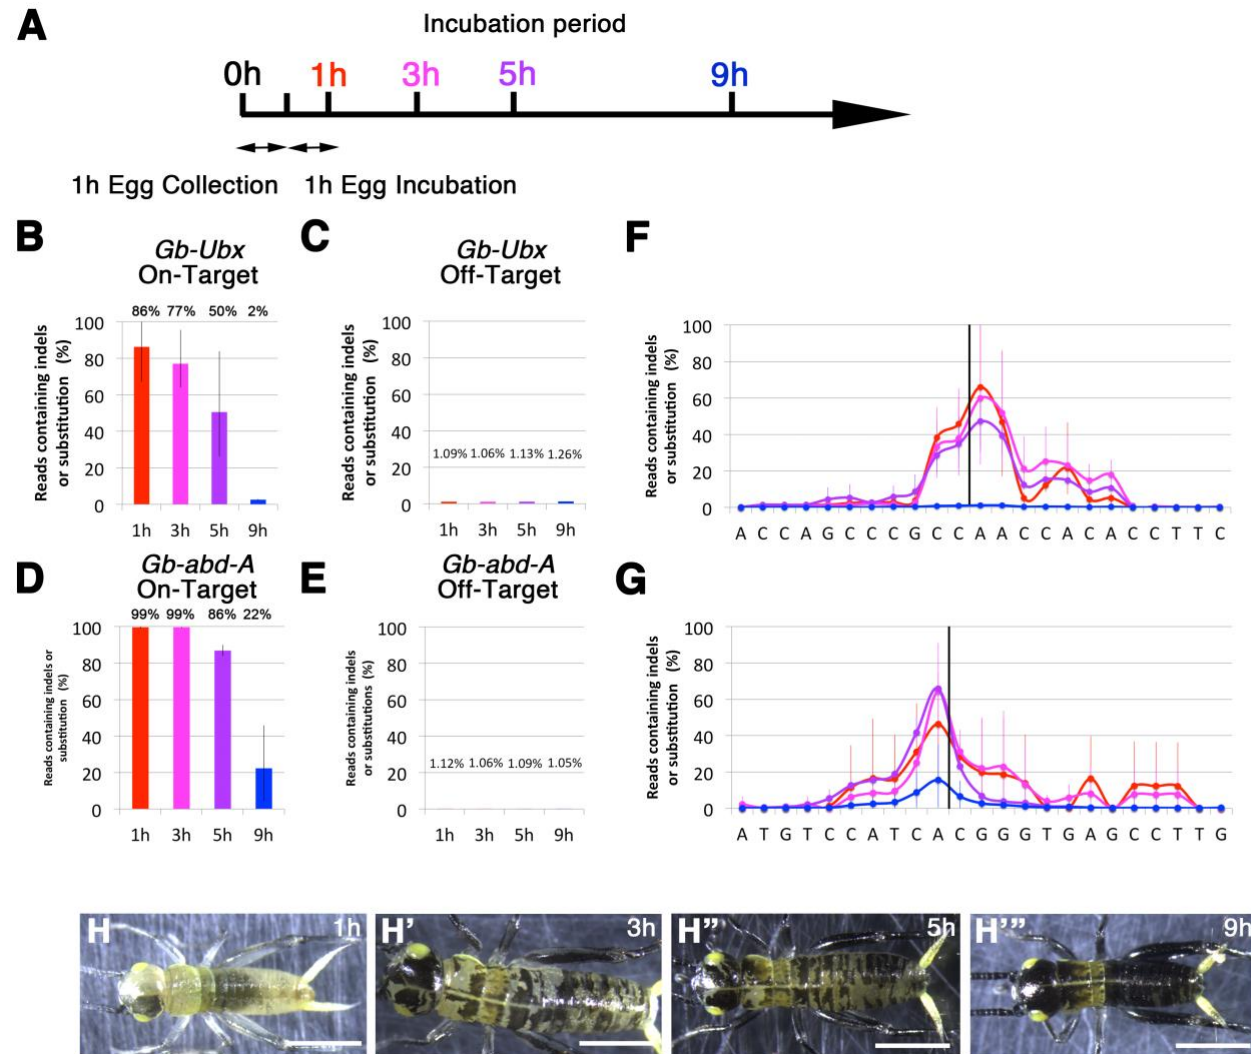 A
Incubation period
0h 1h 3h 5h 9h
1h Egg Collection 1h Egg Incubation
B
Gb-Ubx
On-Target
86% 77% 50% 2%
Reads containing indels
or substitution (%)
100
80
60
40
20
0
1h 3h 5h 9h
C
Gb-Ubx
Off-Target
Reads containing indels
or substitution (%)
100
80
60
40
20
0
1.09% 1.06% 1.13% 1.26%
1h 3h 5h 9h
F
Reads containing indels
or substitution (%)
100
80
60
40
20
0
A C C A G C C C G C C A A C C A C A C C T T C
D
Gb-abd-A
On-Target
99% 99% 86% 22%
Reads containing indels or
substitution (%)
100
80
60
40
20
0
1h 3h 5h 9h
E
Gb-abd-A
Off-Target
Reads containing indels
or substitutions (%)
100
80
60
40
20
0
1.12% 1.06% 1.09% 1.05%
1h 3h 5h 9h
G
Reads containing indels
or substitution (%)
100
80
60
40
20
0
A T G T C C A T C A C G G G T G A G C C T T G
H 1h
H' 3h
H'' 5h
H''' 9h